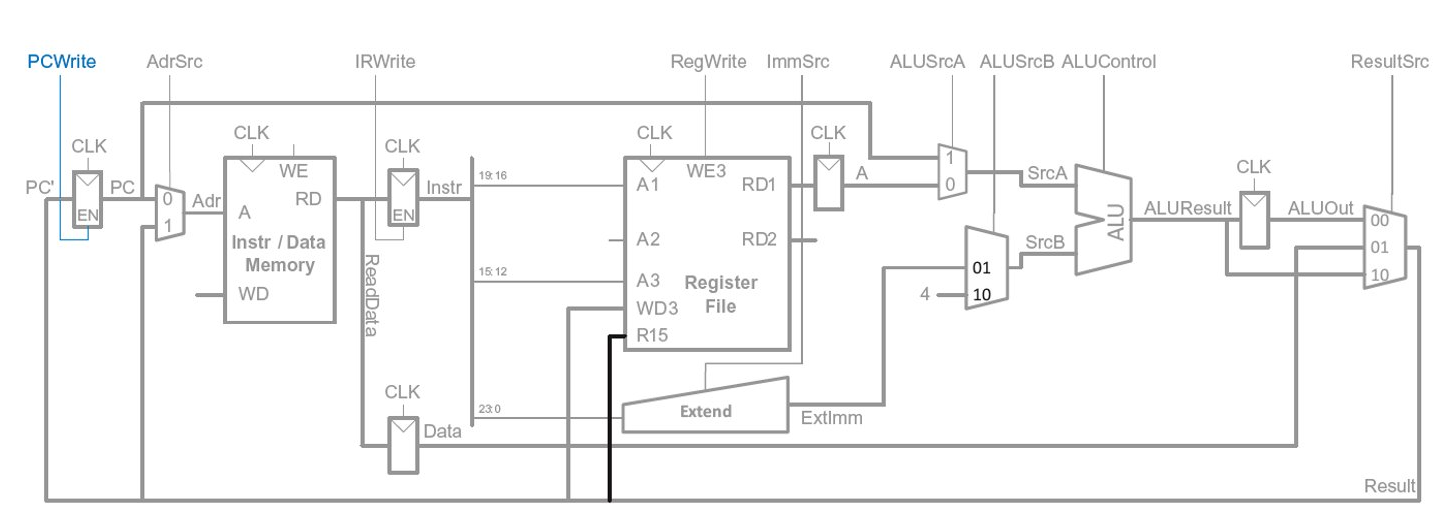 PCWrite
AdrSrc
IRWrite
RegWrite
ImmSrc
ALUSrcA
ALUSrcB
ALUControl
ResultSrc
CLK
CLK
CLK
CLK
CLK
CLK
PC'
PC
EN
0
1
Adr
WE
RD
A
Instr / Data
Memory
WD
ReadData
EN
Instr
19:16
15:12
23:0
A1
WE3
RD1
A2
RD2
A3
Register
File
WD3
R15
A
1
0
SrcA
SrcB
01
4
10
ALU
ALUResult
ALUOut
00
01
10
Extend
ExtImm
CLK
Data
Result